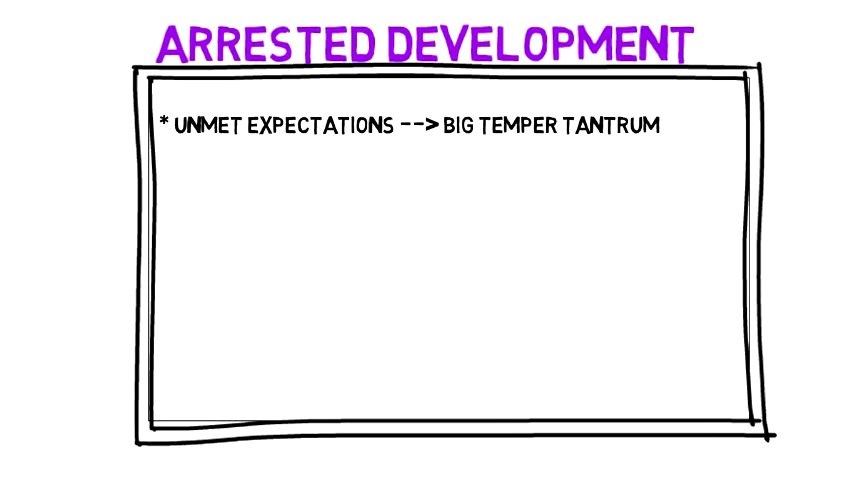 ARRESTED DEVELOPMENT
* UNMET EXPECTATIONS --> BIG TEMPER TANTRUM